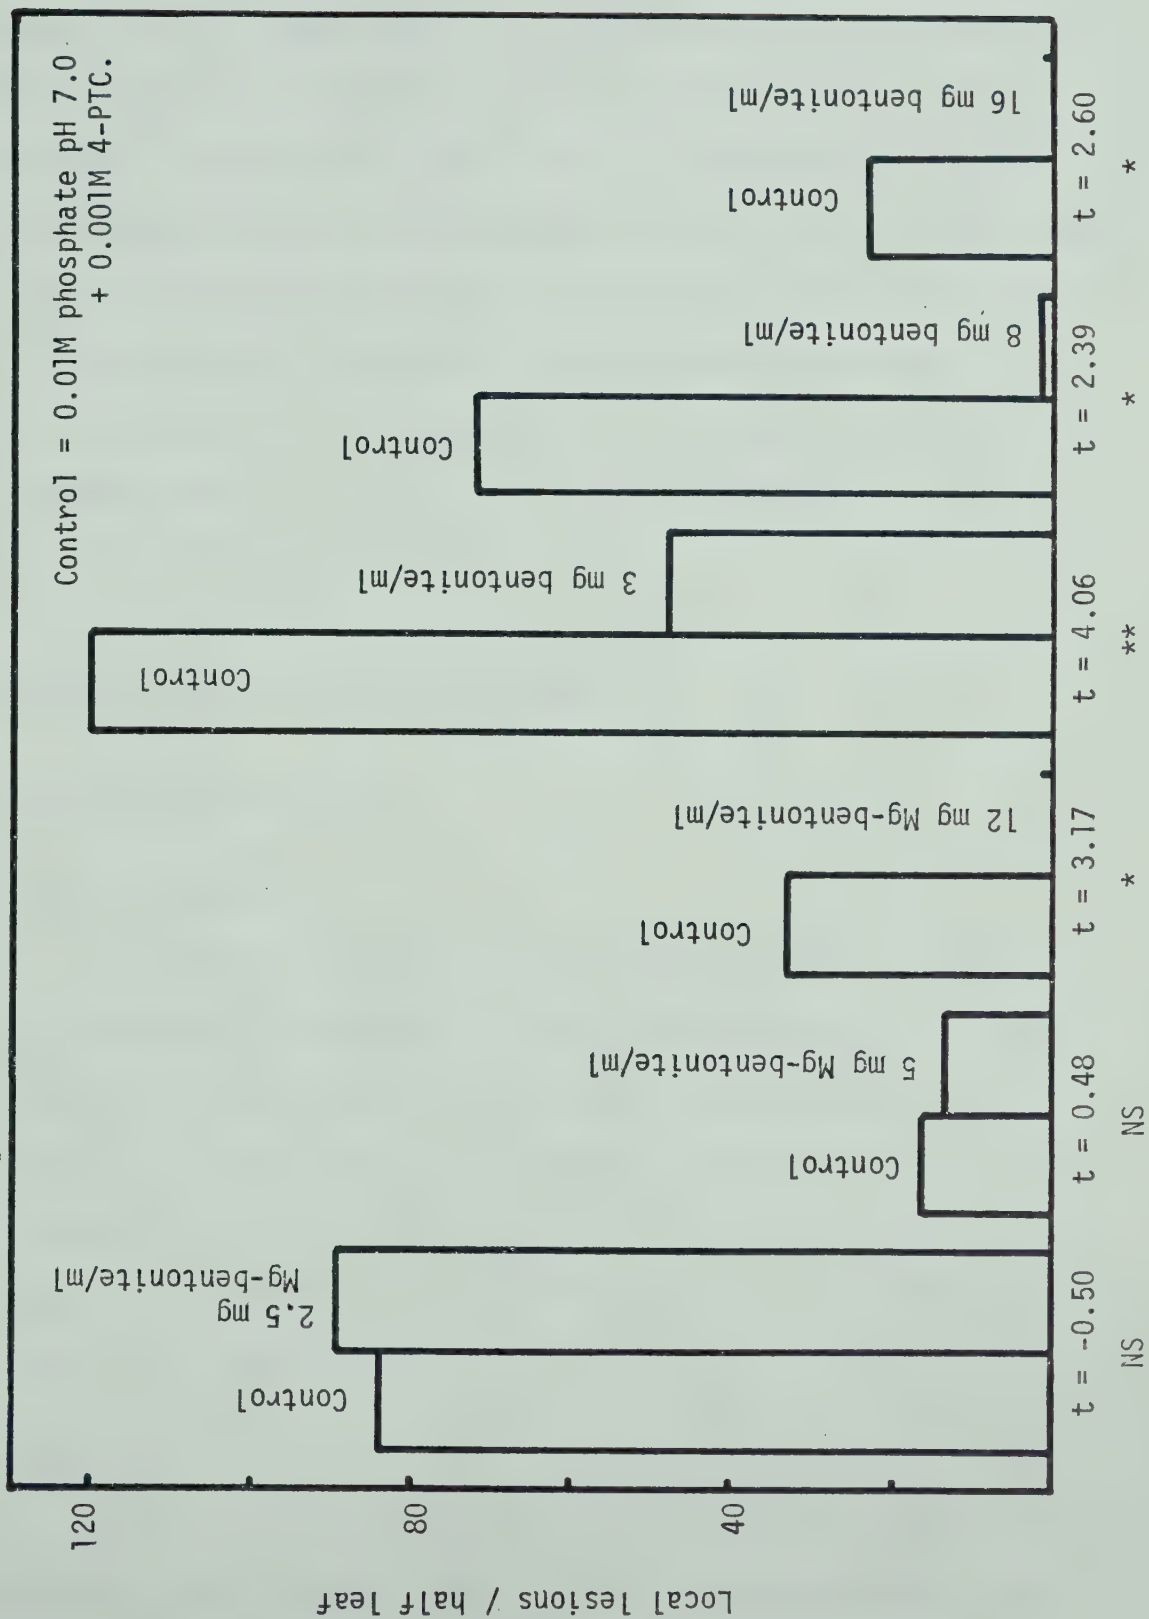 Control = 0.01M phosphate pH 7.0
+ 0.001M 4-PTC.
Local lesions / half leaf
120
80
40
Control
2.5 mg
Mg-bentonite/ml
Control
5 mg Mg-bentonite/ml
Control
12 mg Mg-bentonite/ml
Control
3 mg bentonite/ml
Control
8 mg bentonite/ml
Control
16 mg bentonite/ml
t = -0.50
t = 0.48
t = 3.17
t = 4.06
t = 2.39
t = 2.60
NS
NS
*
**
*
*